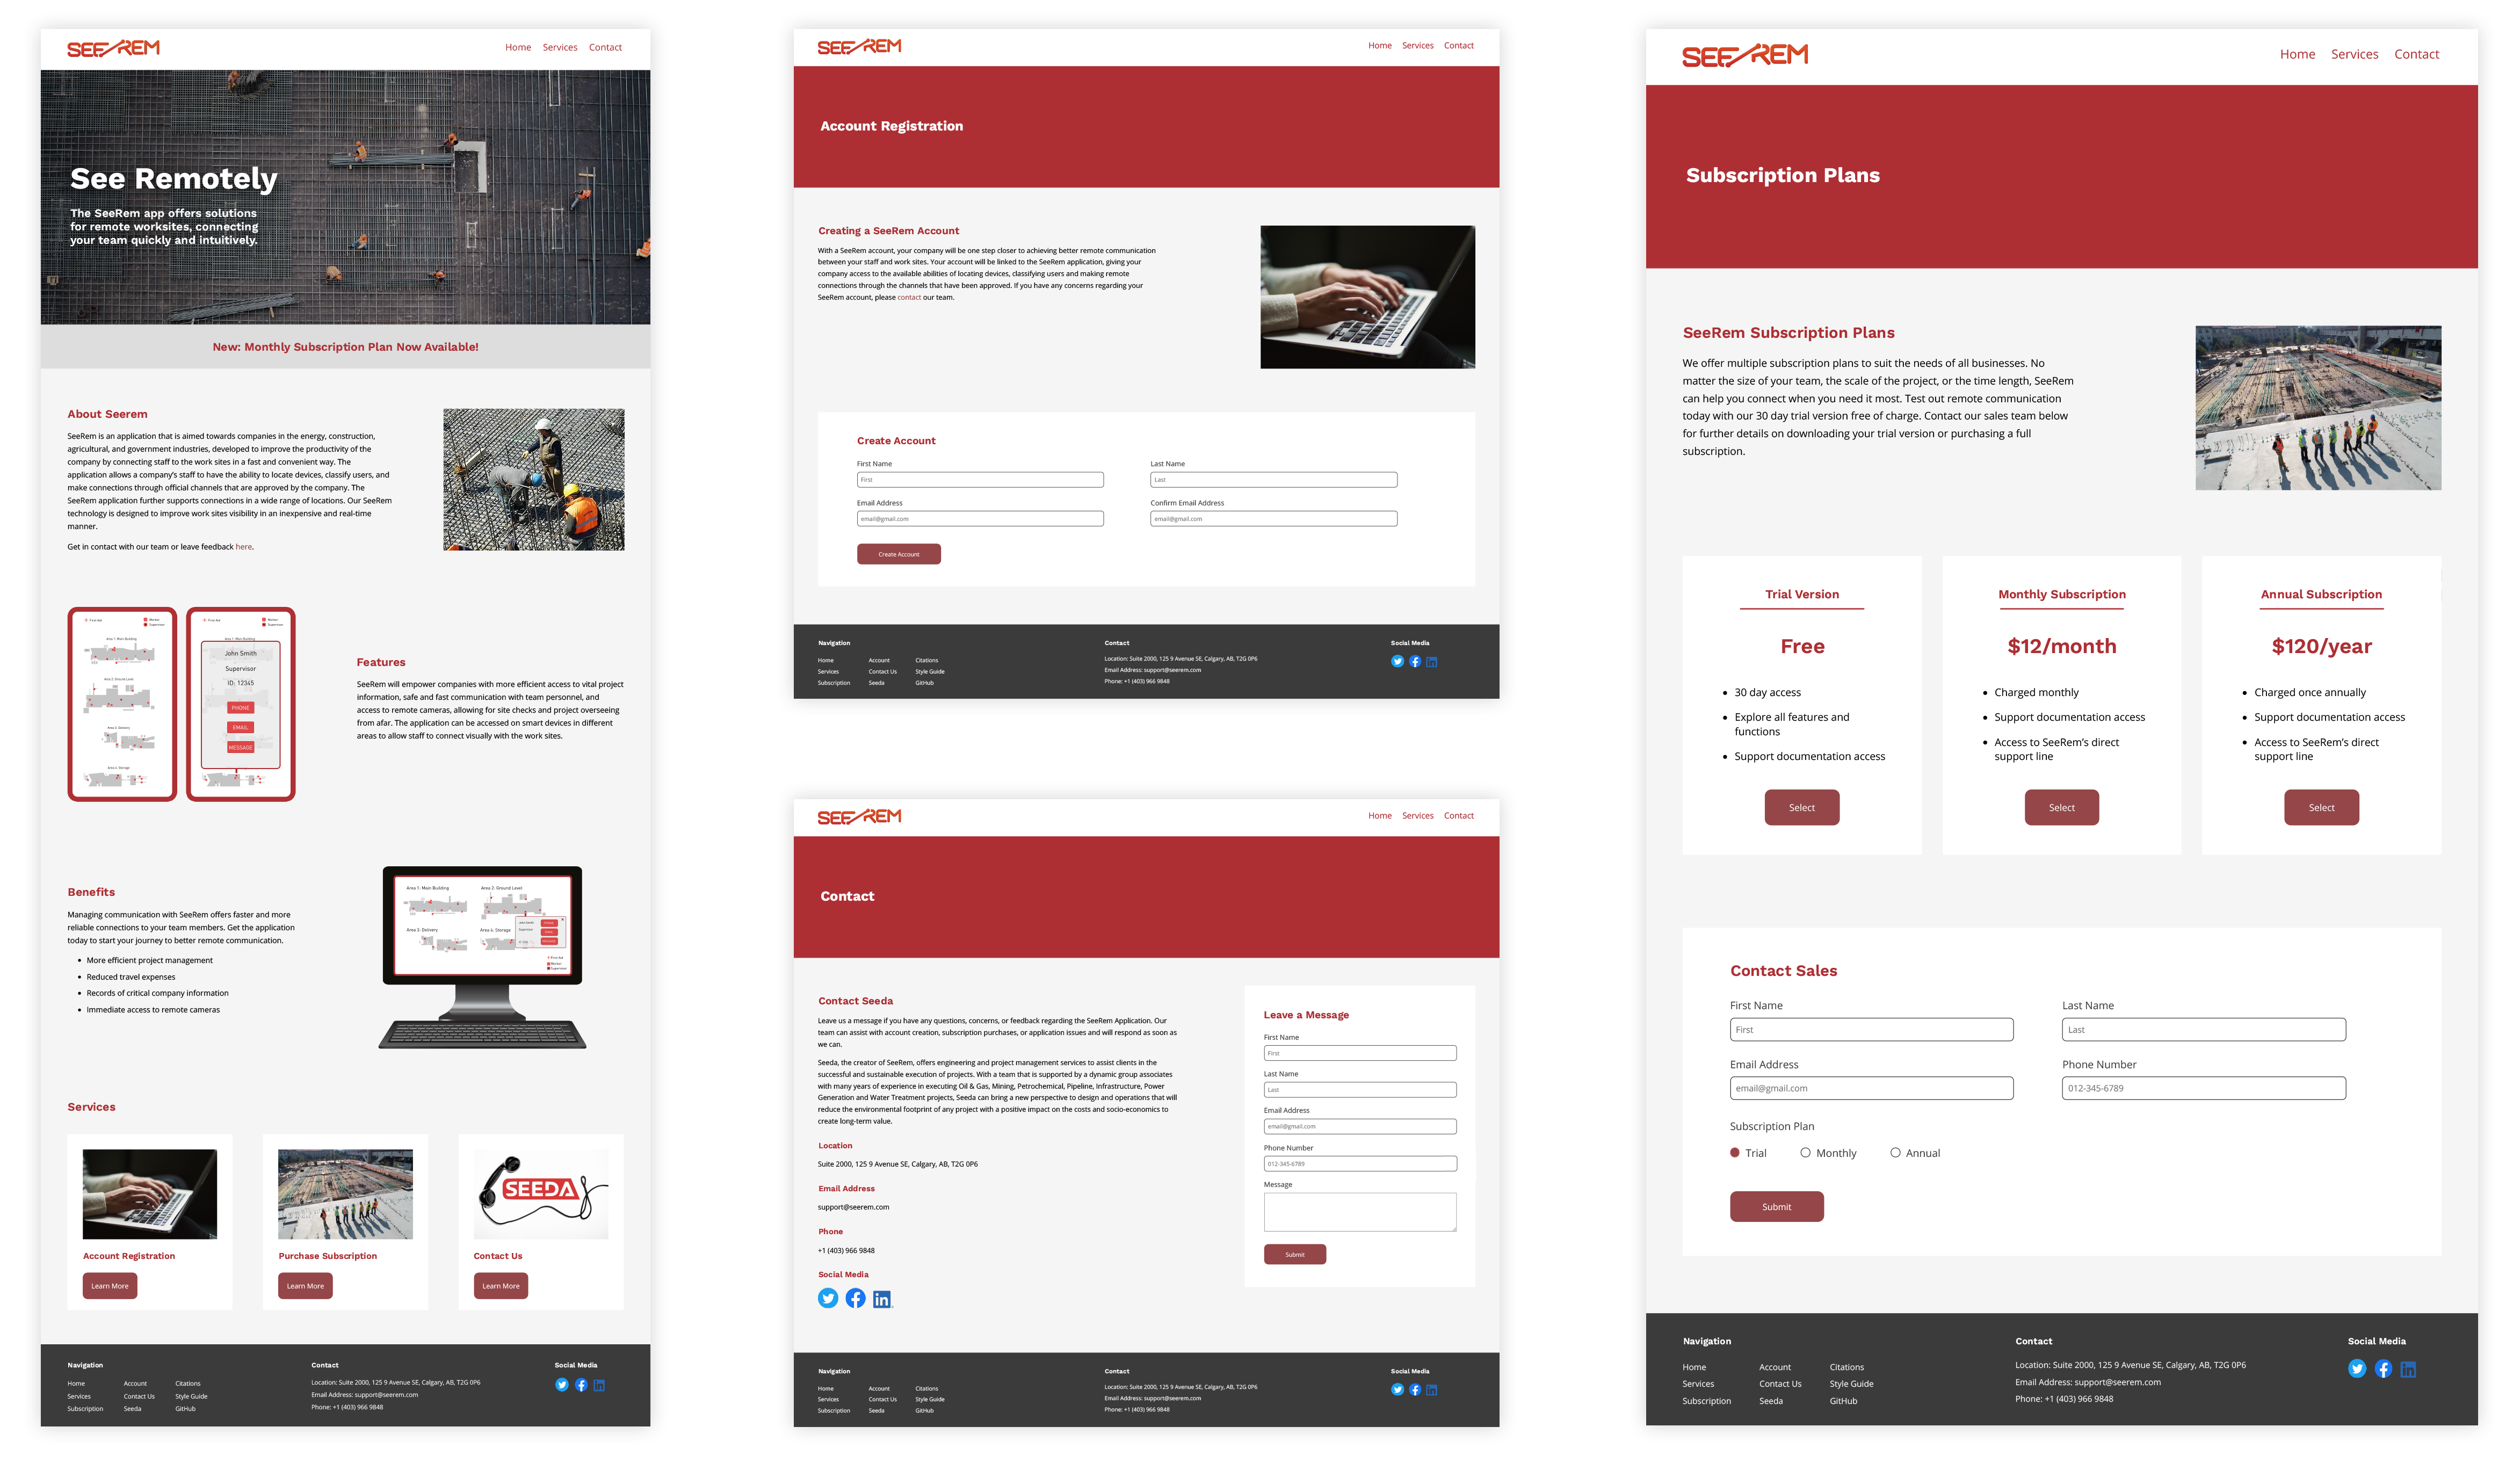 SEEREM
Home Services Contact
See Remotely
The SeeRem app offers solutions
for remote worksites, connecting
your team quickly and intuitively.
New: Monthly Subscription Plan Now Available!
About Seerem
SeeRem is an application that is aimed towards companies in the energy, construction,
agricultural, and government industries, developed to improve the productivity of the
company by connecting staff to the work sites in a fast and convenient way. The
application allows a company's staff to have the ability to locate devices, classify users, and
make connections through official channels that are approved by the company. The
SeeRem application further supports connections in a wide range of locations. Our SeeRem
technology is designed to improve work sites visibility in an inexpensive and real-time
manner.
Get in contact with our team or leave feedback here.
First Aid
Worker
Supervisor
Area 1: Main Building
Area 2: Ground Level
Area 3: Delivery
Area 4: Storage
First Aid
Worker
Supervisor
Area 1: Main Building
John Smith
Supervisor
ID: 12345
PHONE
EMAIL
MESSAGE
Features
SeeRem will empower companies with more efficient access to vital project
information, safe and fast communication with team personnel, and
access to remote cameras, allowing for site checks and project overseeing
from afar. The application can be accessed on smart devices in different
areas to allow staff to connect visually with the work sites.
Benefits
Managing communication with SeeRem offers faster and more
reliable connections to your team members. Get the application
today to start your journey to better remote communication.
• More efficient project management
• Reduced travel expenses
• Records of critical company information
• Immediate access to remote cameras
Area 1: Main Building
Area 2: Ground Level
Area 3: Delivery
Area 4: Storage
John Smith
Supervisor
PHONE
EMAIL
MESSAGE
First Aid
Worker
Supervisor
Services
SEEDA
Account Registration
Purchase Subscription
Contact Us
Learn More
Learn More
Learn More
Navigation
Home Account Citations
Services Contact Us Style Guide
Subscription Seeda GitHub
Contact
Location: Suite 2000, 125 9 Avenue SE, Calgary, AB, T2G 0P6
Email Address: support@seerem.com
Phone: +1 (403) 966 9848
Social Media
SEEREM
Home Services Contact
Account Registration
Creating a SeeRem Account
With a SeeRem account, your company will be one step closer to achieving better remote communication
between your staff and work sites. Your account will be linked to the SeeRem application, giving your
company access to the available abilities of locating devices, classifying users and making remote
connections through the channels that have been approved. If you have any concerns regarding your
SeeRem account, please contact our team.
Create Account
First Name
First
Last Name
Last
Email Address
email@gmail.com
Confirm Email Address
email@gmail.com
Create Account
Navigation
Home Account Citations
Services Contact Us Style Guide
Subscription Seeda GitHub
Contact
Location: Suite 2000, 125 9 Avenue SE, Calgary, AB, T2G 0P6
Email Address: support@seerem.com
Phone: +1 (403) 966 9848
Social Media
SEEREM
Home Services Contact
Contact
Contact Seeda
Leave us a message if you have any questions, concerns, or feedback regarding the SeeRem Application. Our
team can assist with account creation, subscription purchases, or application issues and will respond as soon as
we can.
Seeda, the creator of SeeRem, offers engineering and project management services to assist clients in the
successful and sustainable execution of projects. With a team that is supported by a dynamic group associates
with many years of experience in executing Oil & Gas, Mining, Petrochemical, Pipeline, Infrastructure, Power
Generation and Water Treatment projects, Seeda can bring a new perspective to design and operations that will
reduce the environmental footprint of any project with a positive impact on the costs and socio-economics to
create long-term value.
Location
Suite 2000, 125 9 Avenue SE, Calgary, AB, T2G 0P6
Email Address
support@seerem.com
Phone
+1 (403) 966 9848
Social Media
in
Leave a Message
First Name
First
Last Name
Last
Email Address
email@gmail.com
Phone Number
012-345-6789
Message
Submit
Navigation
Home Account Citations
Services Contact Us Style Guide
Subscription Seeda GitHub
Contact
Location: Suite 2000, 125 9 Avenue SE, Calgary, AB, T2G 0P6
Email Address: support@seerem.com
Phone: +1 (403) 966 9848
Social Media
SEEREM
Home Services Contact
Subscription Plans
SeeRem Subscription Plans
We offer multiple subscription plans to suit the needs of all businesses. No
matter the size of your team, the scale of the project, or the time length, SeeRem
can help you connect when you need it most. Test out remote communication
today with our 30 day trial version free of charge. Contact our sales team below
for further details on downloading your trial version or purchasing a full
subscription.
Trial Version
Free
• 30 day access
• Explore all features and
functions
• Support documentation access
Select
Monthly Subscription
$12/month
• Charged monthly
• Support documentation access
• Access to SeeRem's direct
support line
Select
Annual Subscription
$120/year
• Charged once annually
• Support documentation access
• Access to SeeRem's direct
support line
Select
Contact Sales
First Name
First
Last Name
Last
Email Address
email@gmail.com
Phone Number
012-345-6789
Subscription Plan
Trial Monthly Annual
Submit
Navigation
Home Account Citations
Services Contact Us Style Guide
Subscription Seeda GitHub
Contact
Location: Suite 2000, 125 9 Avenue SE, Calgary, AB, T2G 0P6
Email Address: support@seerem.com
Phone: +1 (403) 966 9848
Social Media